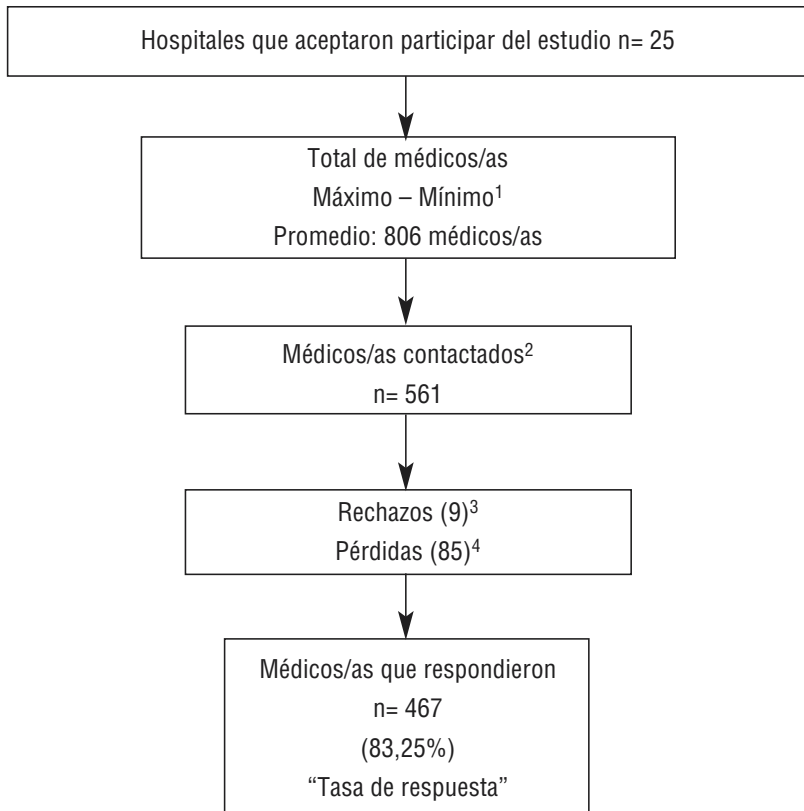 Hospitales que aceptaron participar del estudio n= 25
Total de médicos/as
Máximo – Mínimo¹
Promedio: 806 médicos/as
Médicos/as contactados²
n= 561
Rechazos (9)³
Pérdidas (85)⁴
Médicos/as que respondieron
n= 467
(83,25%)
“Tasa de respuesta”